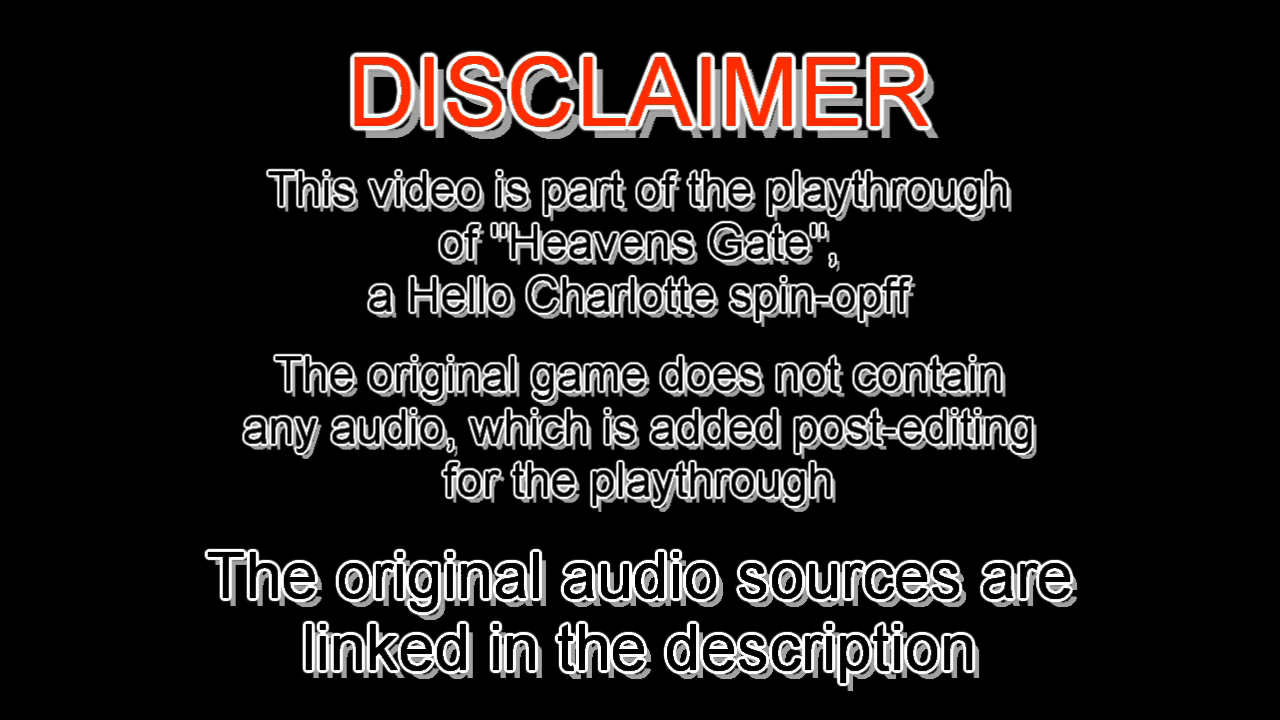 DISCLAIMER
This video is part of the playthrough
of "Heavens Gate",
a Hello Charlotte spin-opff
The original game does not contain
any audio, which is added post-editing
for the playthrough
The original audio sources are
linked in the description